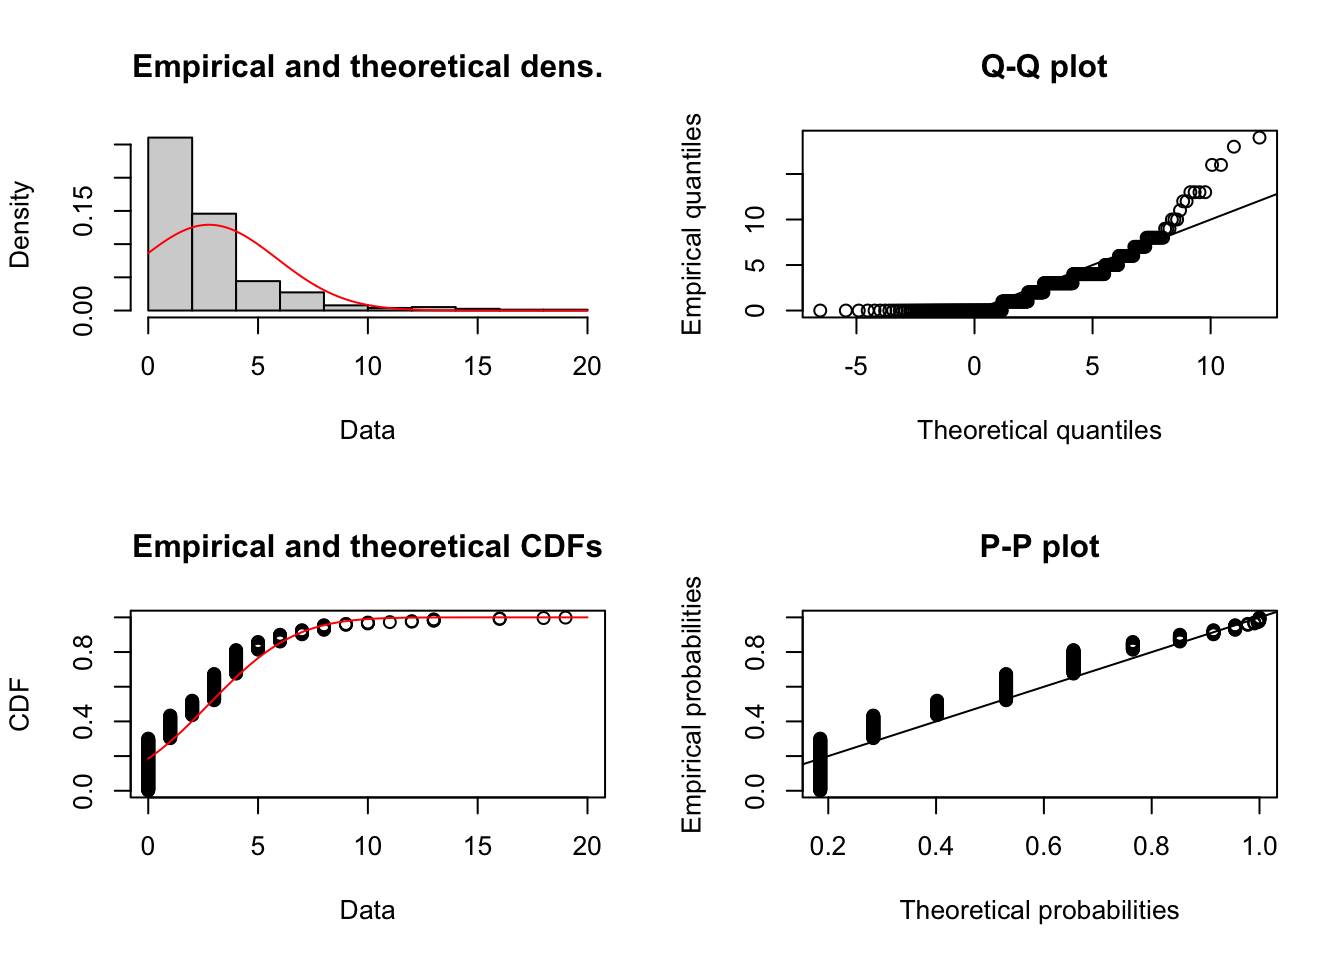 Empirical and theoretical dens.
Density
0.00 0.15
0 5 10 15 20
Data
Q-Q plot
Empirical quantiles
0 5 10
-5 0 5 10
Theoretical quantiles
Empirical and theoretical CDFs
CDF
0.0 0.4 0.8
0 5 10 15 20
Data
P-P plot
Empirical probabilities
0.0 0.4 0.8
0.2 0.4 0.6 0.8 1.0
Theoretical probabilities